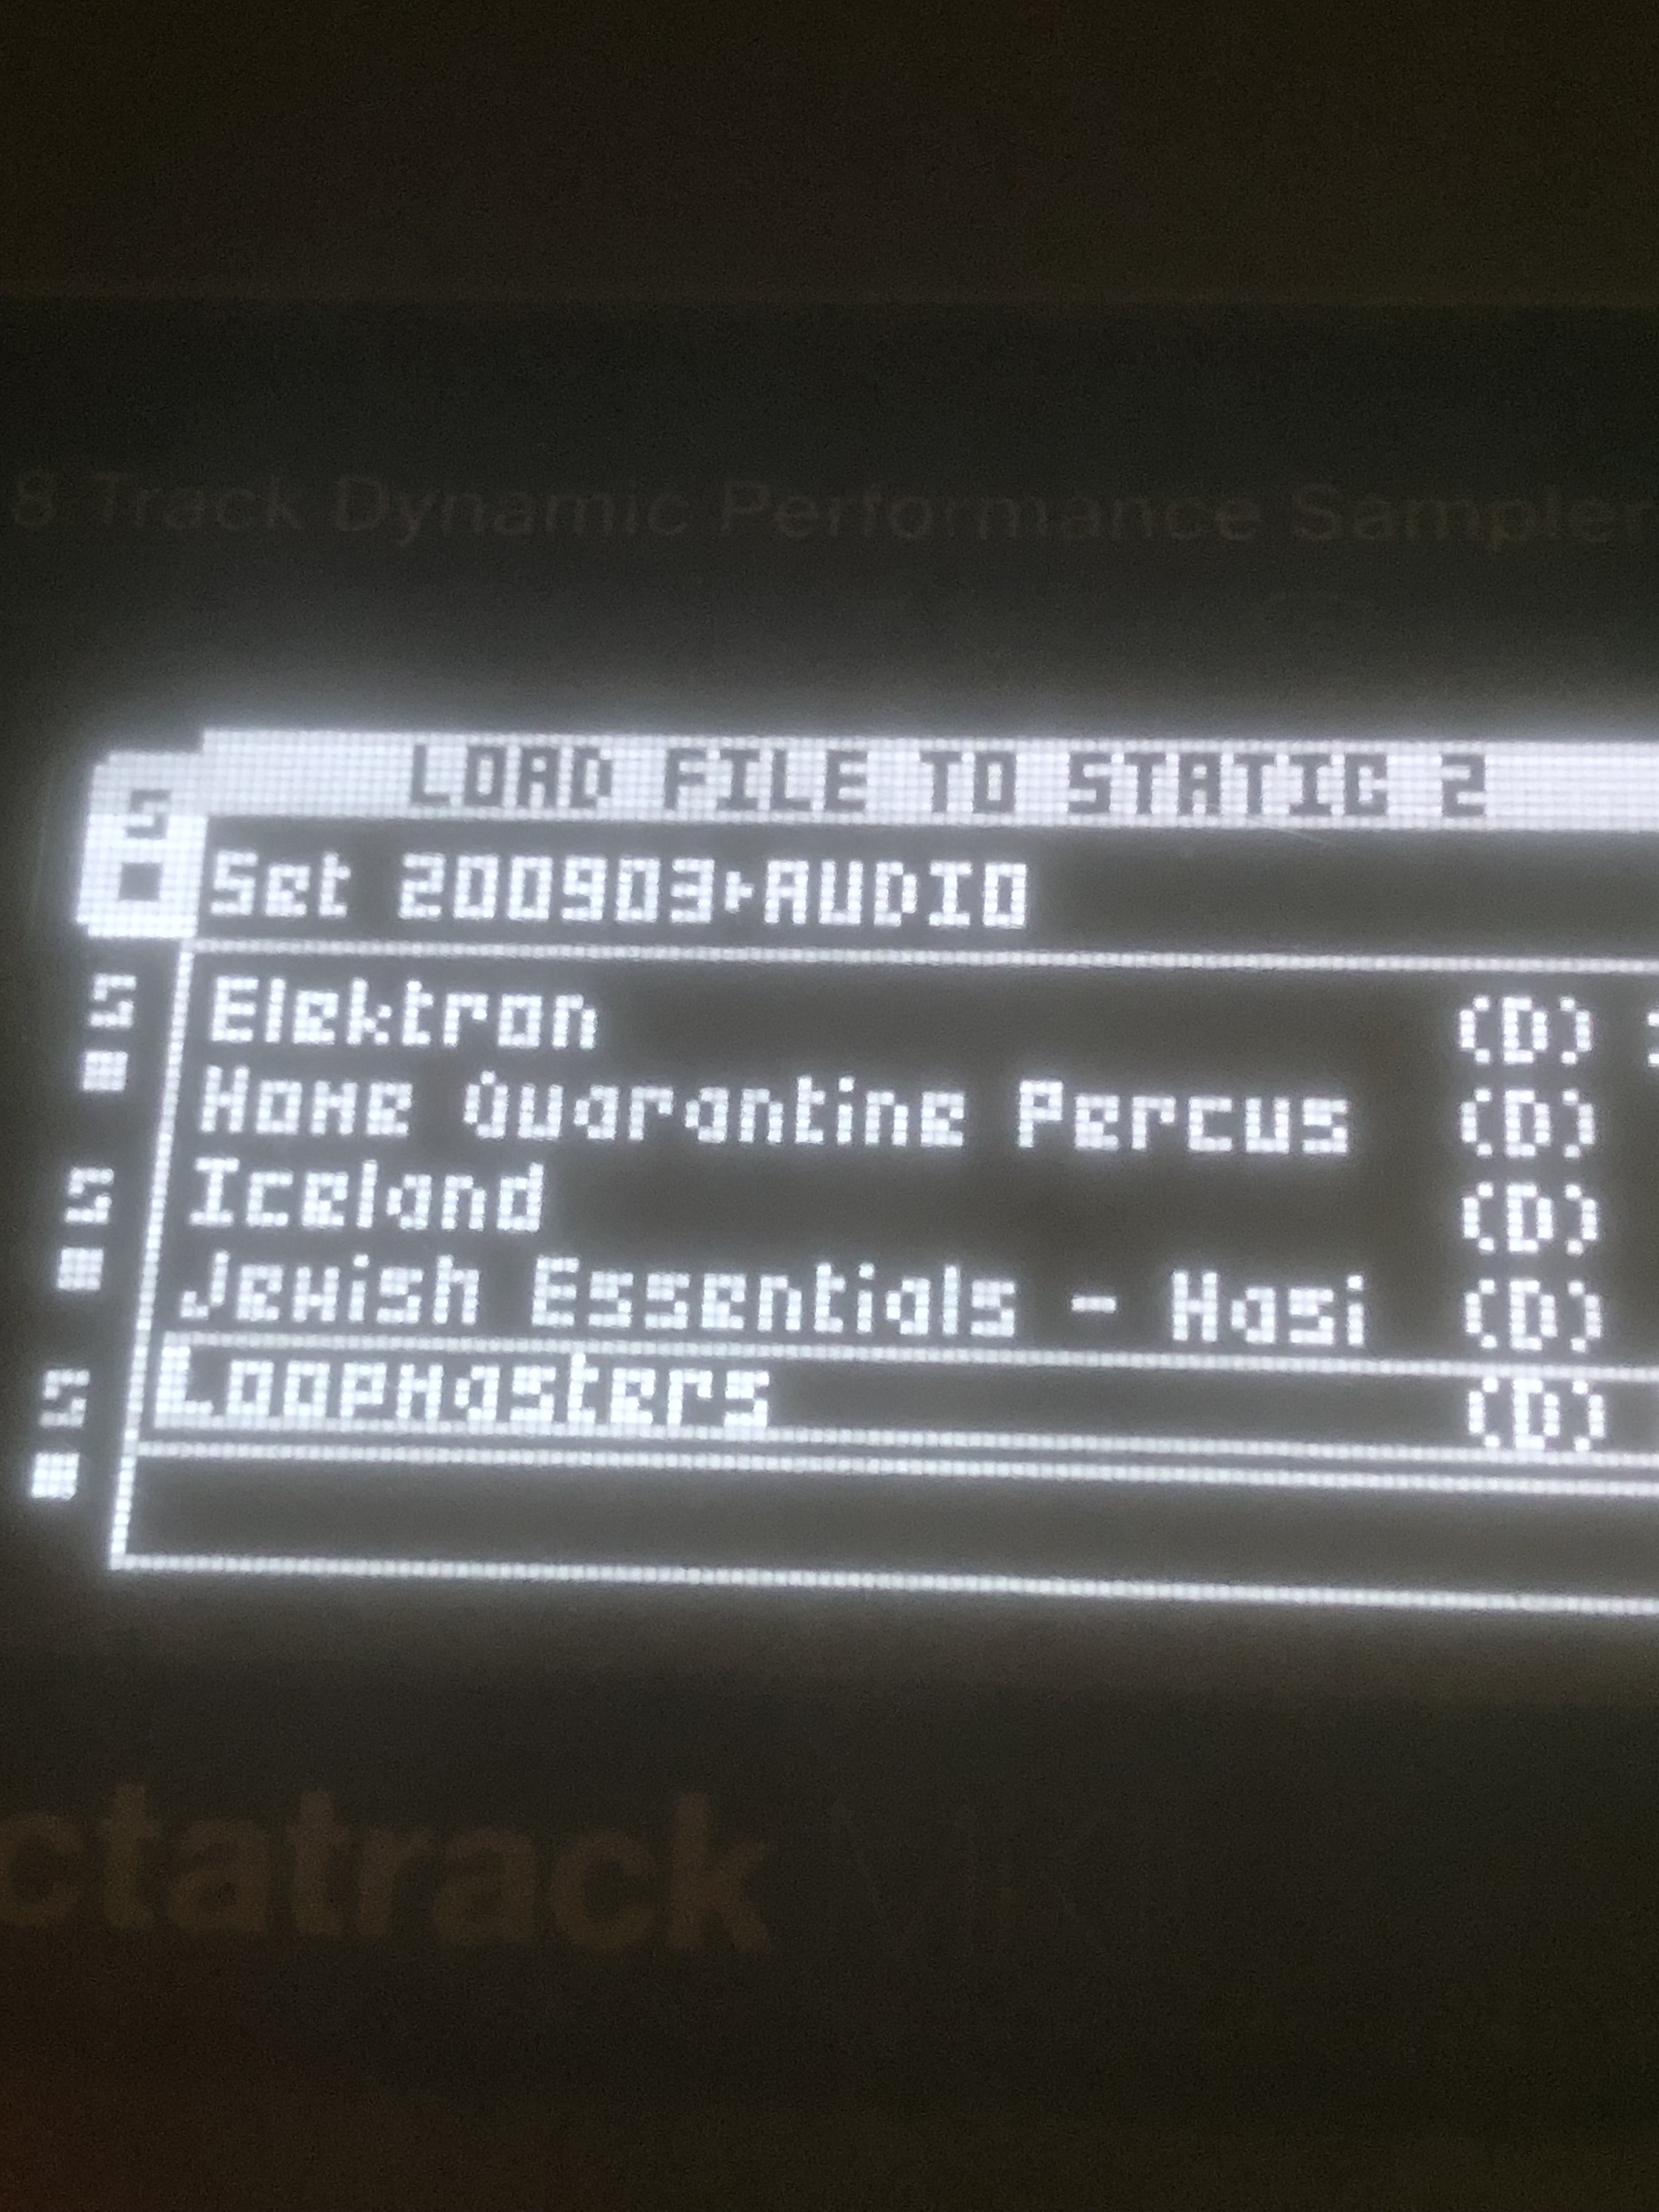 8 Track Dynamic Performance Sampler
LOAD FILE TO STATIC 2
S
Set 200903▸AUDIO
S
Elektron (D)
Home Quarantine Percus (D)
S
Iceland (D)
Jewish Essentials - Hasi (D)
S
Loopmasters (D)
ctatrack